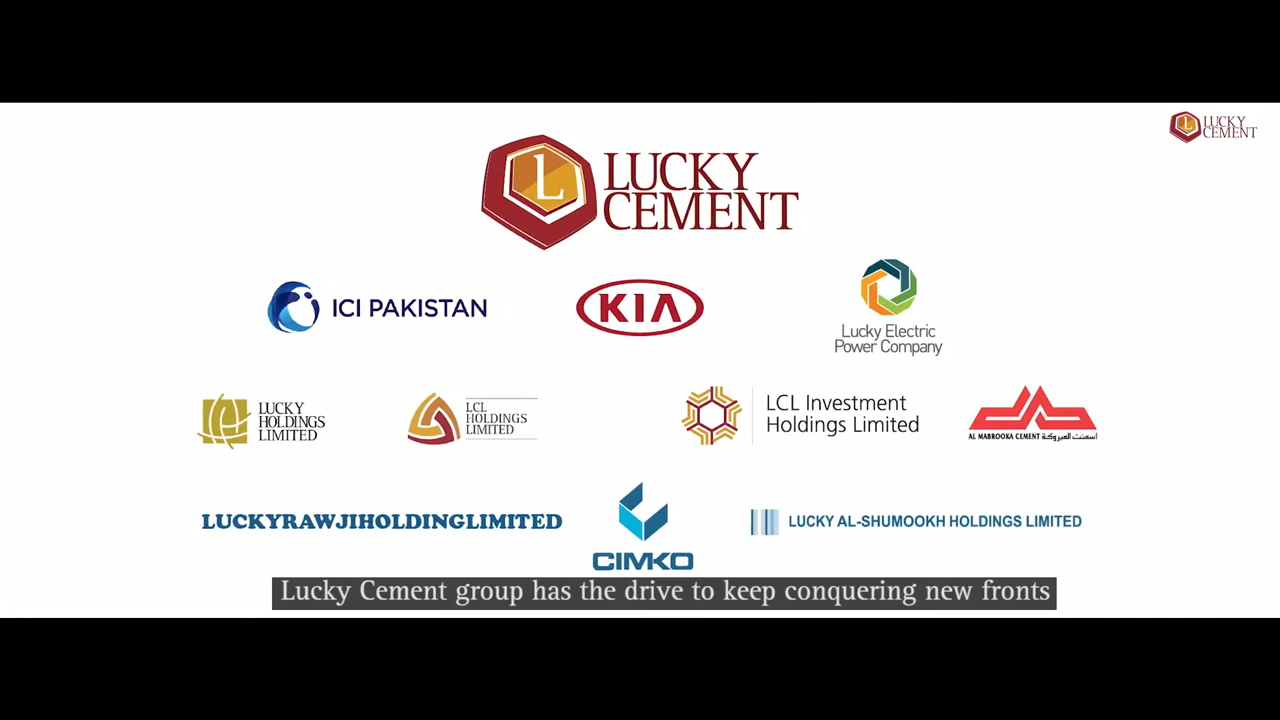 LUCKY
CEMENT
L
LUCKY
CEMENT
L
ICI PAKISTAN
KIA
Lucky Electric
Power Company
LUCKY
HOLDINGS
LIMITED
LCL
HOLDINGS
LIMITED
LCL Investment
Holdings Limited
AL MABROOKA CEMENT اسمنت المبروكة
LUCKYRAWJIHOLDINGLIMITED
CIMKO
LUCKY AL-SHUMOOKH HOLDINGS LIMITED
Lucky Cement group has the drive to keep conquering new fronts